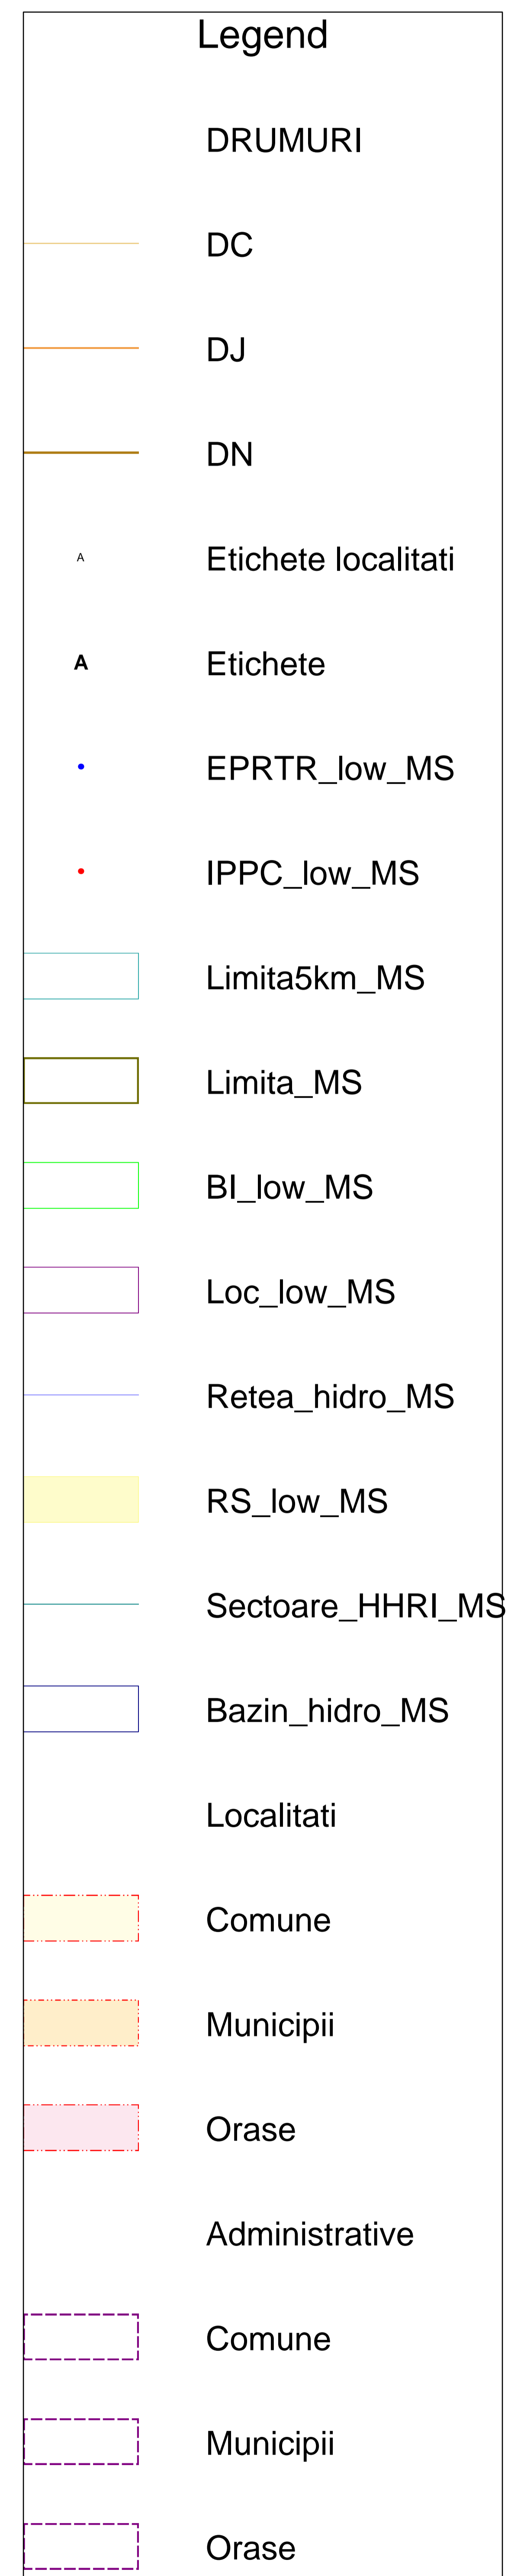 Legend
DRUMURI
DC
DJ
DN
A Etichete localitati
A Etichete
EPRTR_low_MS
IPPC_low_MS
Limita5km_MS
Limita_MS
BI_low_MS
Loc_low_MS
Retea_hidro_MS
RS_low_MS
Sectoare_HHRI_MS
Bazin_hidro_MS
Localitati
Comune
Municipii
Orase
Administrative
Comune
Municipii
Orase